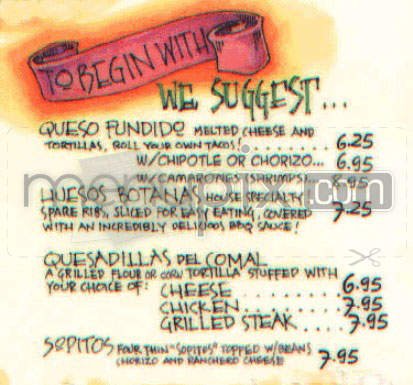 TO BEGIN WITH
WE SUGGEST...
QUESO FUNDIDO MELTED CHEESE AND
TORTILLAS, ROLL YOUR OWN TACOS!........ 6.25
W/CHIPOTLE OR CHORIZO... 6.95
W/CAMARONES (SHRIMPS)... 8.95
HUESOS BOTANAS HOUSE SPECIALTY!
SPARE RIBS, SLICED FOR EASY EATING, COVERED 7.25
WITH AN INCREDIBLY DELICIOUS BBQ SAUCE!
menupix.com
QUESADILLAS DEL COMAL
A GRILLED FLOUR OR CORN TORTILLA STUFFED WITH
YOUR CHOICE OF: CHEESE.......... 6.95
CHICKEN......... 7.95
GRILLED STEAK.... 7.95
SOPITOS FOUR THIN "SOPITOS" TOPPED W/BEANS
CHORIZO AND RANCHERO CHEESE 7.95